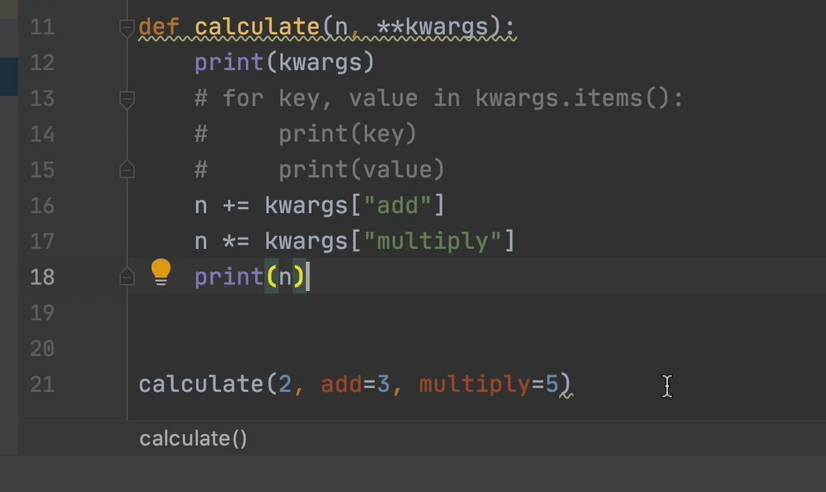 11 def calculate(n, **kwargs):
12     print(kwargs)
13     # for key, value in kwargs.items():
14     #     print(key)
15     #     print(value)
16     n += kwargs["add"]
17     n *= kwargs["multiply"]
18     print(n)
19
20
21 calculate(2, add=3, multiply=5)
calculate()